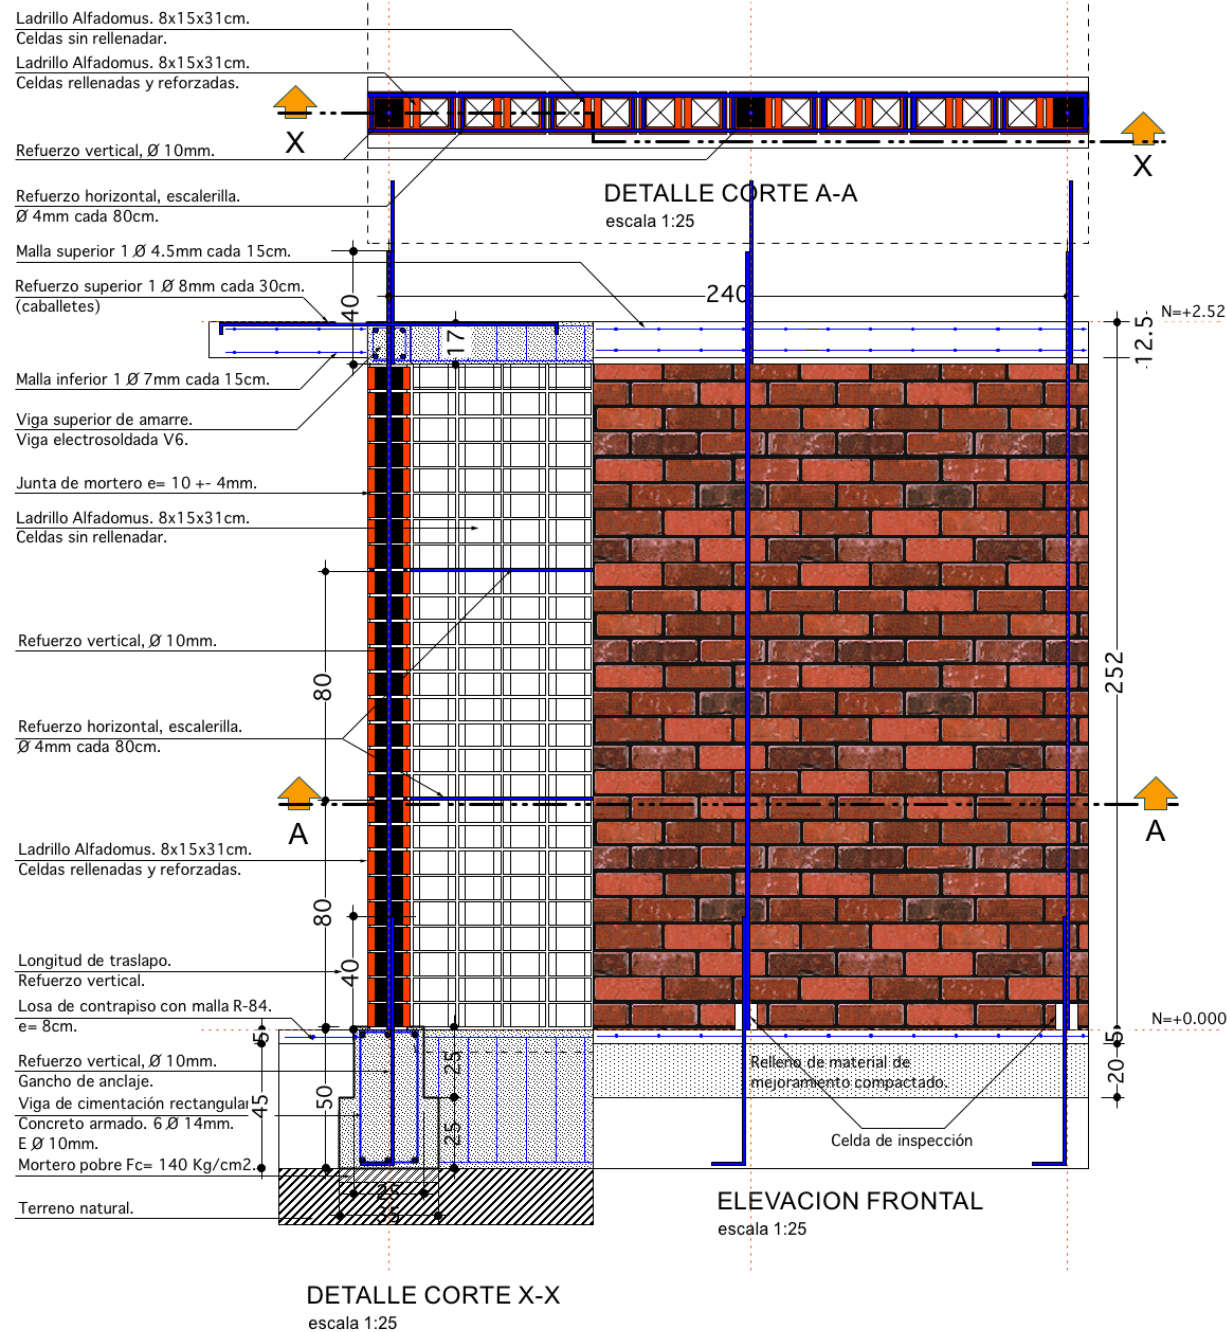 Ladrillo Alfadomus. 8x15x31cm.
Celdas sin rellenadar.
Ladrillo Alfadomus. 8x15x31cm.
Celdas rellenadas y reforzadas.
X
X
Refuerzo vertical, Ø 10mm.
DETALLE CORTE A-A
escala 1:25
Refuerzo horizontal, escalerilla.
Ø 4mm cada 80cm.
Malla superior 1 Ø 4.5mm cada 15cm.
Refuerzo superior 1 Ø 8mm cada 30cm.
(caballetes)
40
240
N=+2.52
17
12.5
Malla inferior 1 Ø 7mm cada 15cm.
Viga superior de amarre.
Viga electrosoldada V6.
Junta de mortero e= 10 +- 4mm.
Ladrillo Alfadomus. 8x15x31cm.
Celdas sin rellenadar.
Refuerzo vertical, Ø 10mm.
80
252
Refuerzo horizontal, escalerilla.
Ø 4mm cada 80cm.
A
A
Ladrillo Alfadomus. 8x15x31cm.
Celdas rellenadas y reforzadas.
80
Longitud de traslapo.
Refuerzo vertical.
40
Losa de contrapiso con malla R-84.
e= 8cm.
N=+0.000
5
5
Refuerzo vertical, Ø 10mm.
Gancho de anclaje.
25
Relleno de material de
mejoramiento compactado.
20
Viga de cimentación rectangular
Concreto armado. 6 Ø 14mm.
E Ø 10mm.
45
50
25
Celda de inspección
Mortero pobre Fc= 140 Kg/cm2.
25
35
Terreno natural.
ELEVACION FRONTAL
escala 1:25
DETALLE CORTE X-X
escala 1:25